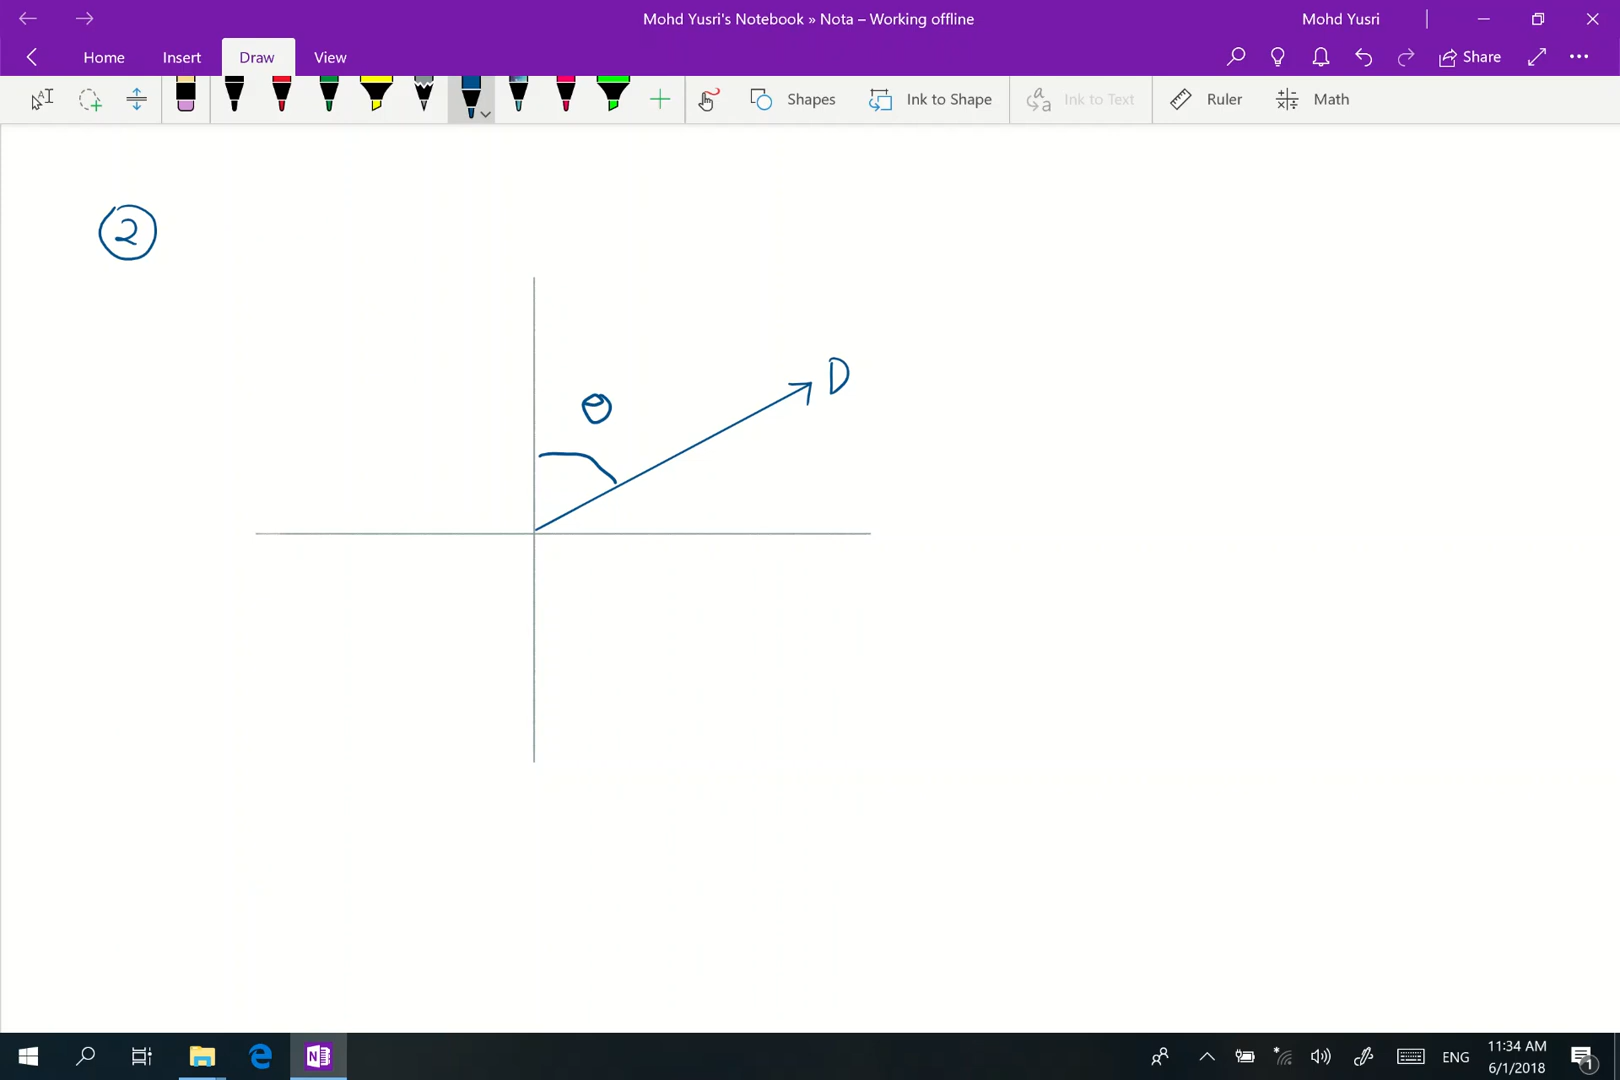 Mohd Yusri's Notebook » Nota – Working offline
Mohd Yusri
Home
Insert
Draw
View
Share
Shapes
Ink to Shape
Ink to Text
Ruler
Math
2
D
θ
ENG
11:34 AM
6/1/2018
1